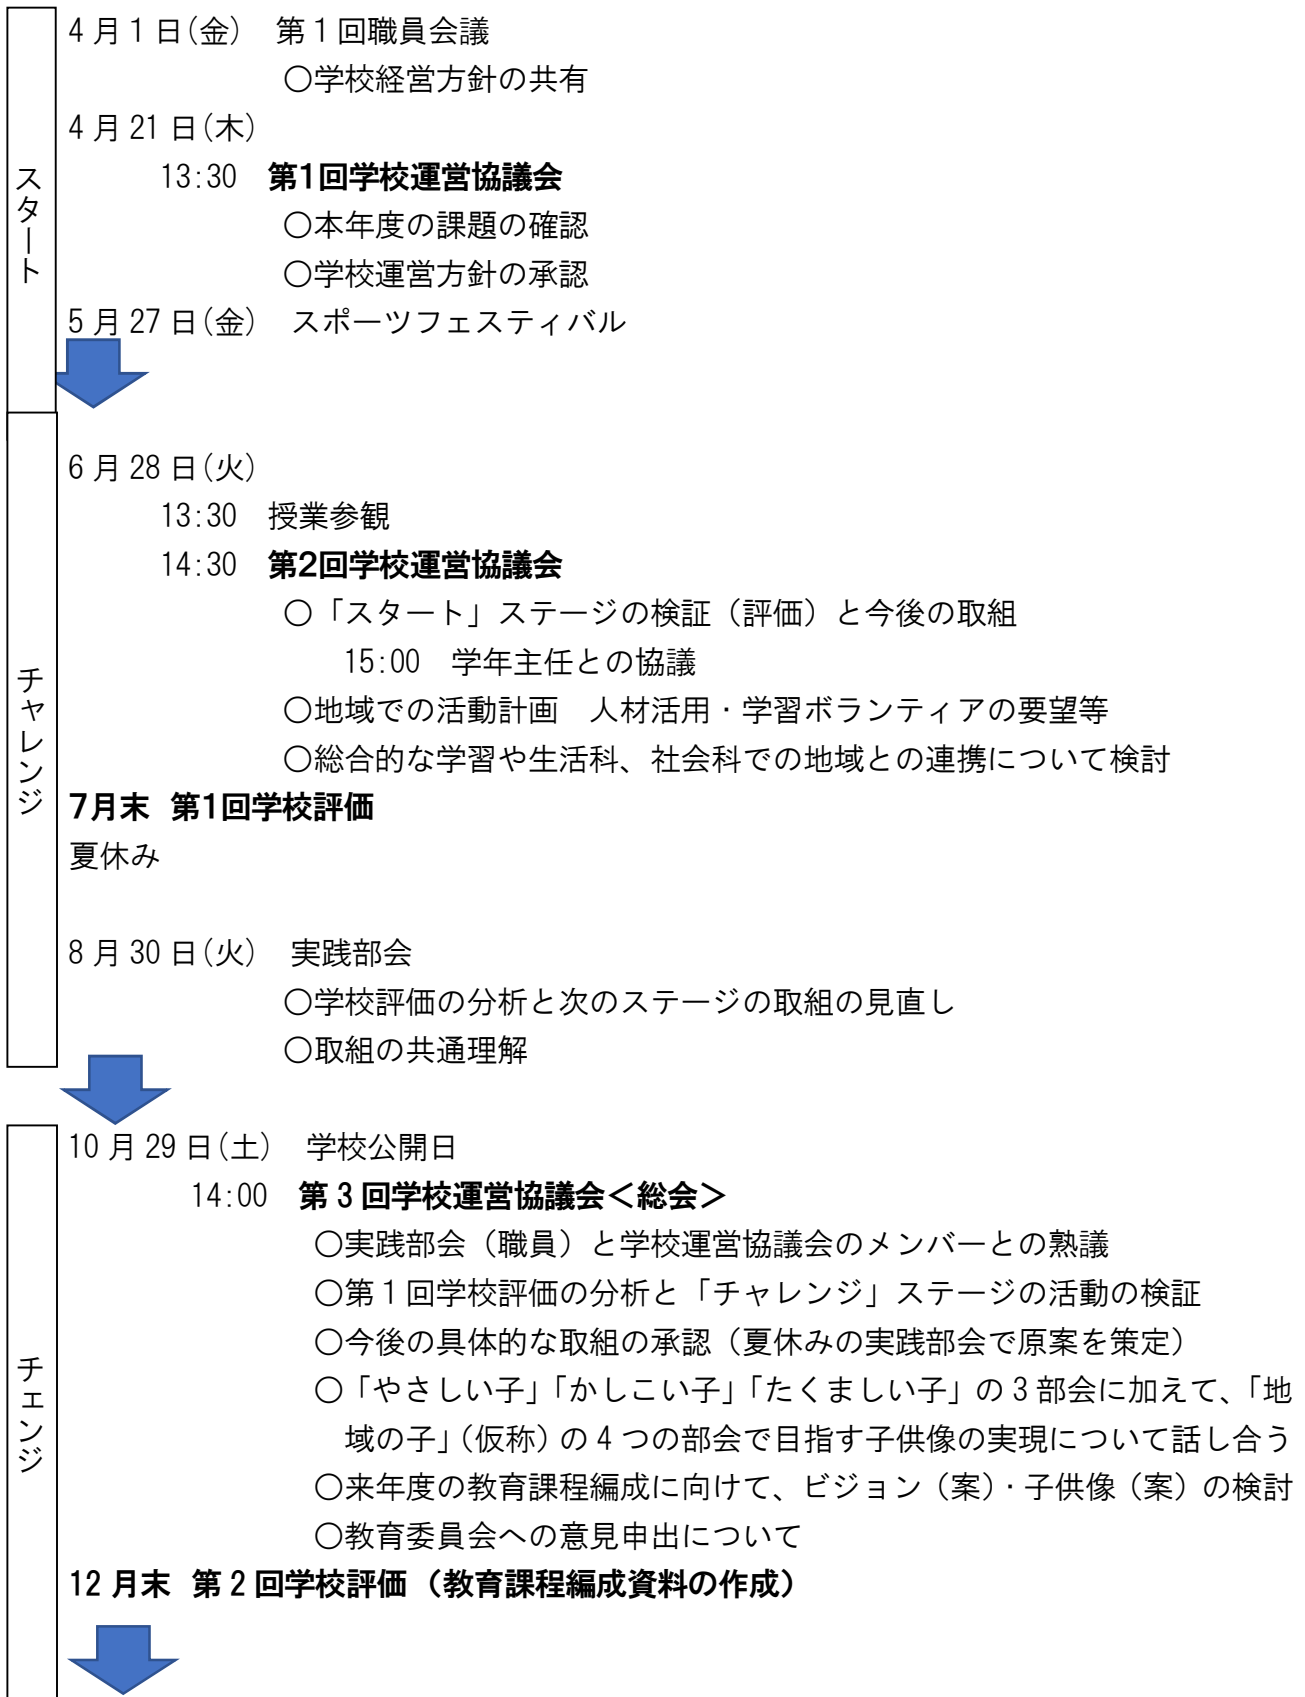 スタート
4月1日(金) 第1回職員会議
○学校経営方針の共有
4月21日(木)
13:30 第1回学校運営協議会
○本年度の課題の確認
○学校運営方針の承認
5月27日(金) スポーツフェスティバル
チャレンジ
6月28日(火)
13:30 授業参観
14:30 第2回学校運営協議会
○「スタート」ステージの検証(評価)と今後の取組
15:00 学年主任との協議
○地域での活動計画 人材活用・学習ボランティアの要望等
○総合的な学習や生活科、社会科での地域との連携について検討
7月末 第1回学校評価
夏休み
8月30日(火) 実践部会
○学校評価の分析と次のステージの取組の見直し
○取組の共通理解
チェンジ
10月29日(土) 学校公開日
14:00 第3回学校運営協議会<総会>
○実践部会(職員)と学校運営協議会のメンバーとの熟議
○第1回学校評価の分析と「チャレンジ」ステージの活動の検証
○今後の具体的な取組の承認(夏休みの実践部会で原案を策定)
○「やさしい子」「かしこい子」「たくましい子」の3部会に加えて、「地
域の子」(仮称)の4つの部会で目指す子供像の実現について話し合う
○来年度の教育課程編成に向けて、ビジョン(案)・子供像(案)の検討
○教育委員会への意見申出について
12月末 第2回学校評価(教育課程編成資料の作成)